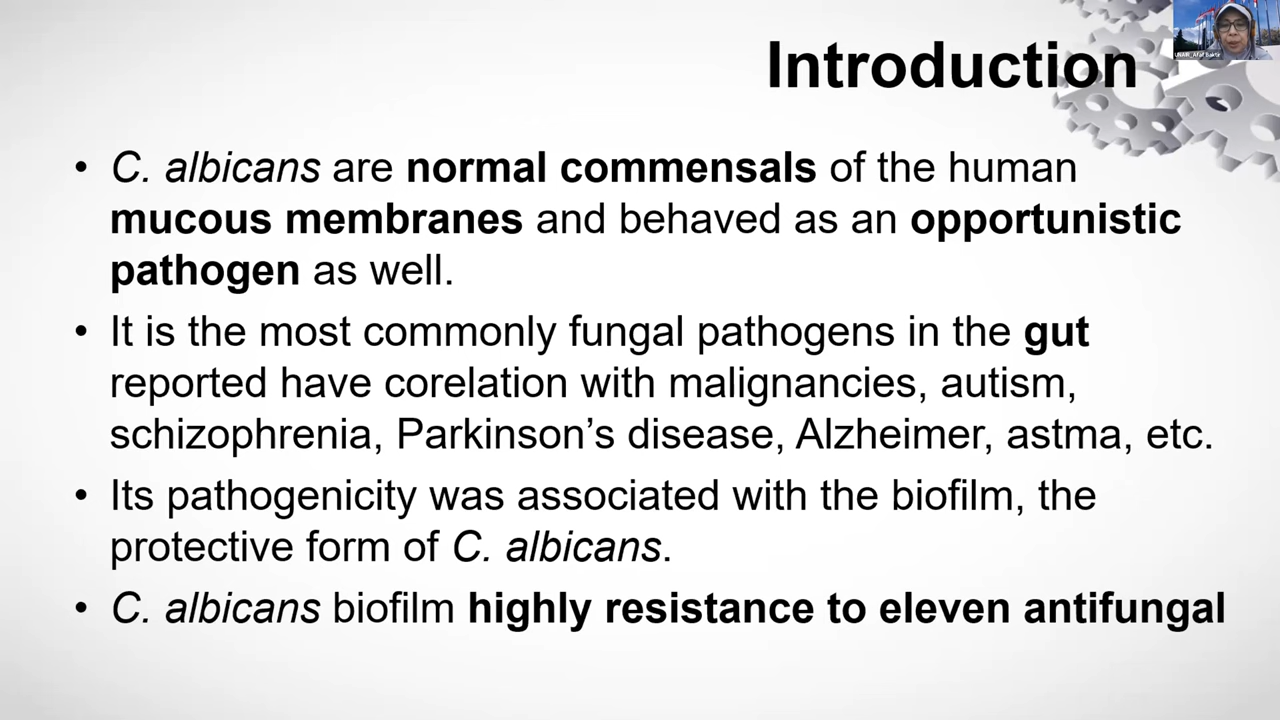 Introduction
UNAIR_Afaf Baktir
• C. albicans are normal commensals of the human
mucous membranes and behaved as an opportunistic
pathogen as well.
• It is the most commonly fungal pathogens in the gut
reported have corelation with malignancies, autism,
schizophrenia, Parkinson’s disease, Alzheimer, astma, etc.
• Its pathogenicity was associated with the biofilm, the
protective form of C. albicans.
• C. albicans biofilm highly resistance to eleven antifungal